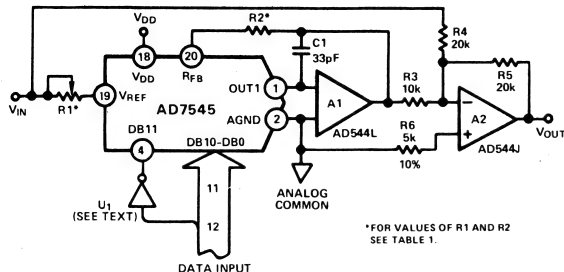 R2*
R4
20k
VDD
C1
33pF
18
20
VDD
RFB
R3
10k
R5
20k
OUT1
1
A1
VIN
R1*
19
VREF
AD7545
AGND
2
AD544L
R6
5k
10%
A2
AD544J
VOUT
DB11
DB10-DB0
4
U1
(SEE TEXT)
11
12
ANALOG
COMMON
*FOR VALUES OF R1 AND R2
SEE TABLE 1.
DATA INPUT